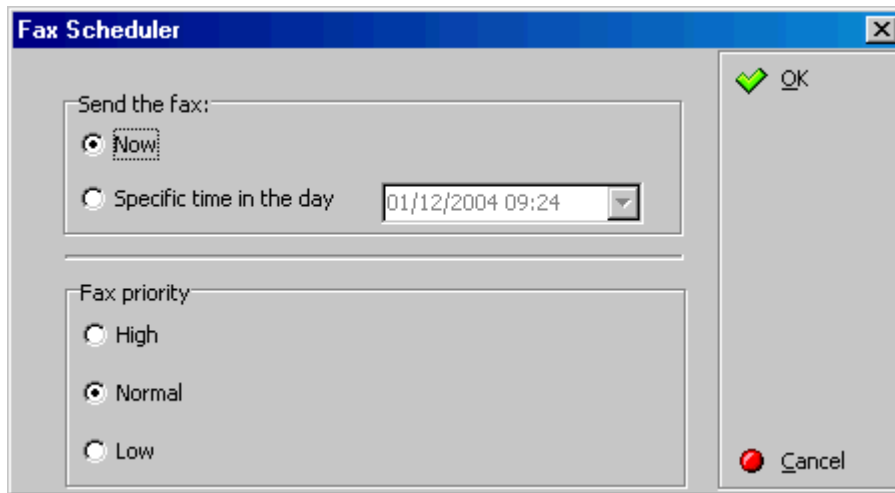 Fax Scheduler
OK
Send the fax:
Now
Specific time in the day 01/12/2004 09:24
Fax priority
High
Normal
Low
Cancel